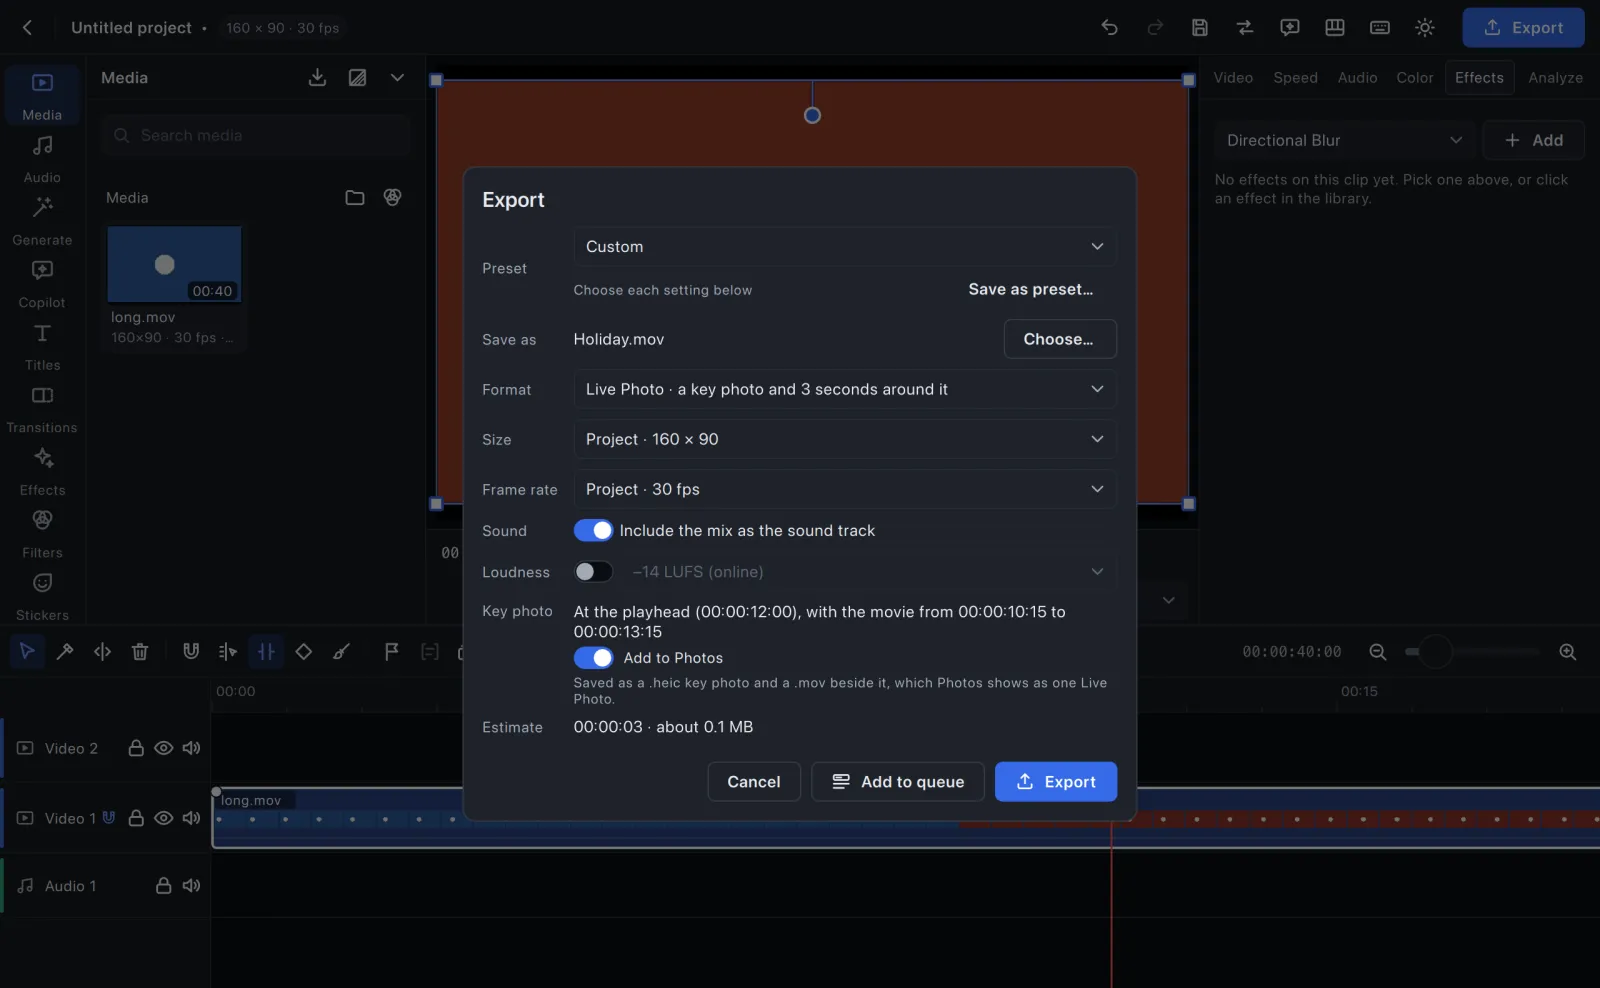 Untitled project •
160 × 90 · 30 fps
Export
Media
Audio
Generate
Copilot
Titles
Transitions
Effects
Filters
Stickers
Media
Search media
Media
00:40
long.mov
160×90 · 30 fps ·...
Video
Speed
Audio
Color
Effects
Analyze
Directional Blur
Add
No effects on this clip yet. Pick one above, or click
an effect in the library.
Export
Preset
Custom
Choose each setting below
Save as preset...
Save as
Holiday.mov
Choose...
Format
Live Photo · a key photo and 3 seconds around it
Size
Project · 160 × 90
Frame rate
Project · 30 fps
Sound
Include the mix as the sound track
Loudness
–14 LUFS (online)
Key photo
At the playhead (00:00:12:00), with the movie from 00:00:10:15 to
00:00:13:15
Add to Photos
Saved as a .heic key photo and a .mov beside it, which Photos shows as one Live
Photo.
Estimate
00:00:03 · about 0.1 MB
Cancel
Add to queue
Export
00
00:00:40:00
00:00
00:15
Video 2
Video 1
long.mov
Audio 1